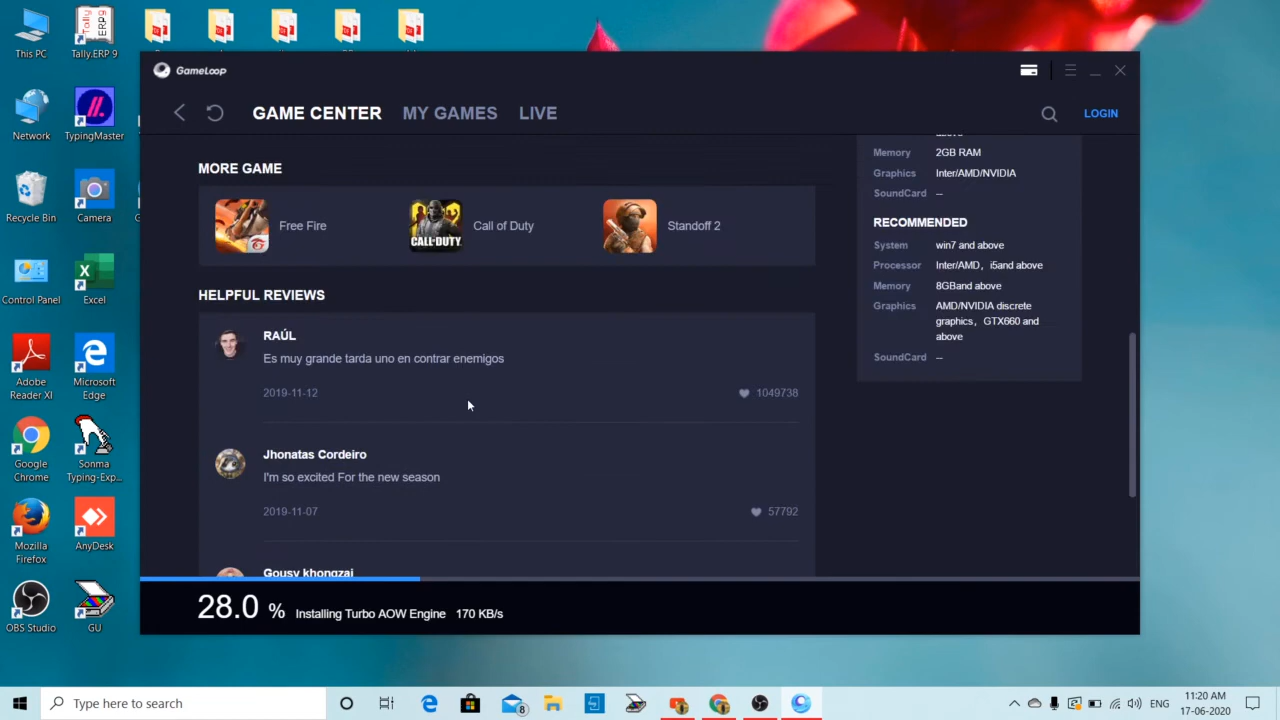 This PC
Tally.ERP 9
GameLoop
GAME CENTER MY GAMES LIVE
LOGIN
Network
TypingMaster
Recycle Bin
Camera
Control Panel
Excel
Adobe
Reader XI
Microsoft
Edge
Google
Chrome
Sonma
Typing-Exp...
Mozilla
Firefox
AnyDesk
OBS Studio
GU
MORE GAME
Free Fire
CALL·DUTY
Call of Duty
Standoff 2
HELPFUL REVIEWS
RAÚL
Es muy grande tarda uno en contrar enemigos
2019-11-12
1049738
Jhonatas Cordeiro
I'm so excited For the new season
2019-11-07
57792
Gousy khongzai
above
Memory 2GB RAM
Graphics Inter/AMD/NVIDIA
SoundCard --
RECOMMENDED
System win7 and above
Processor Inter/AMD，i5and above
Memory 8GBand above
Graphics AMD/NVIDIA discrete
graphics，GTX660 and
above
SoundCard --
28.0 % Installing Turbo AOW Engine 170 KB/s
Type here to search
8
ENG
11:20 AM
17-06-2020